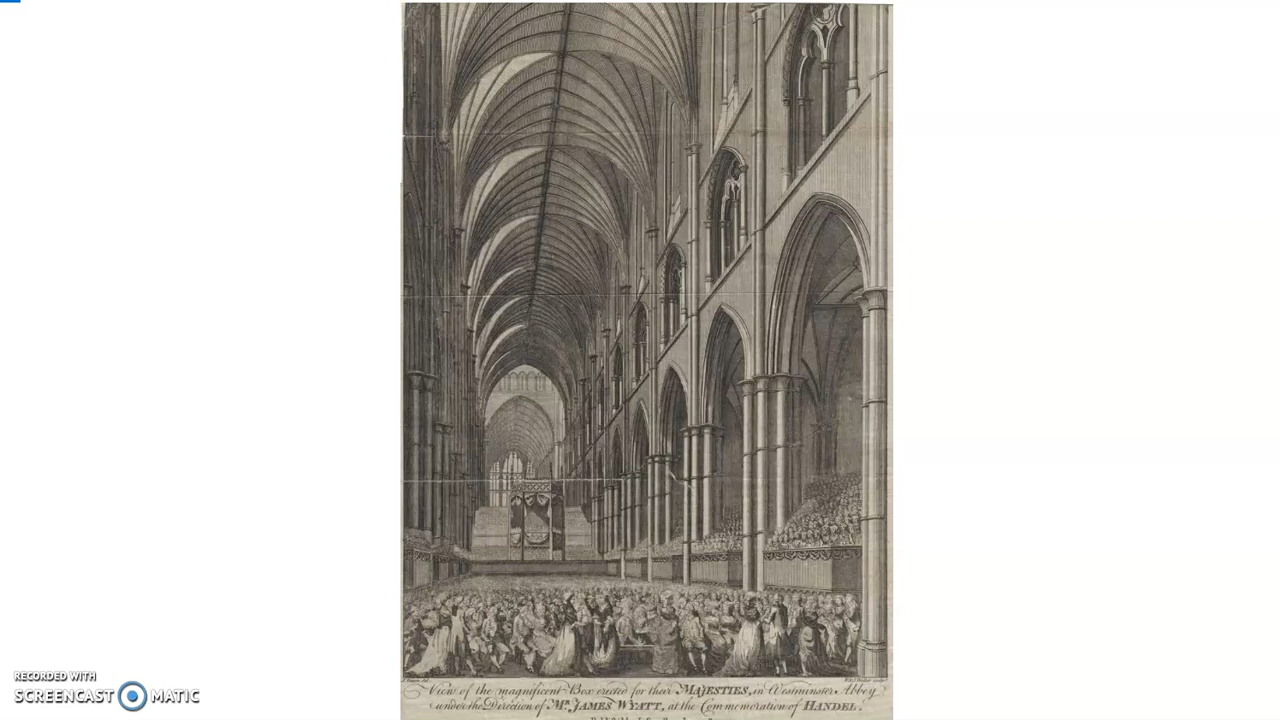 View of the magnificent Box erected for their MAJESTIES, in Westminster Abbey
under the Direction of Mr. JAMES WYATT, at the Commemoration of HANDEL.
RECORDED WITH
SCREENCAST MATIC